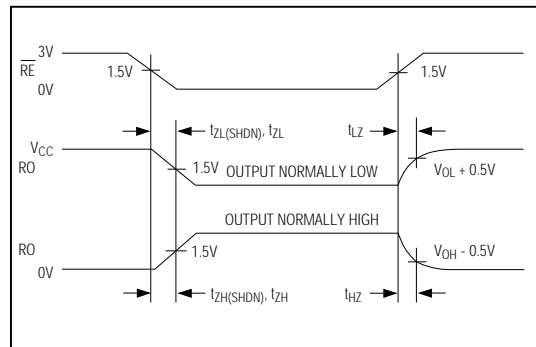 3V
RE
1.5V
1.5V
0V
tZL(SHDN), tZL
tLZ
VCC
RO
1.5V
OUTPUT NORMALLY LOW
VOL + 0.5V
OUTPUT NORMALLY HIGH
RO
1.5V
VOH - 0.5V
0V
tZH(SHDN), tZH
tHZ